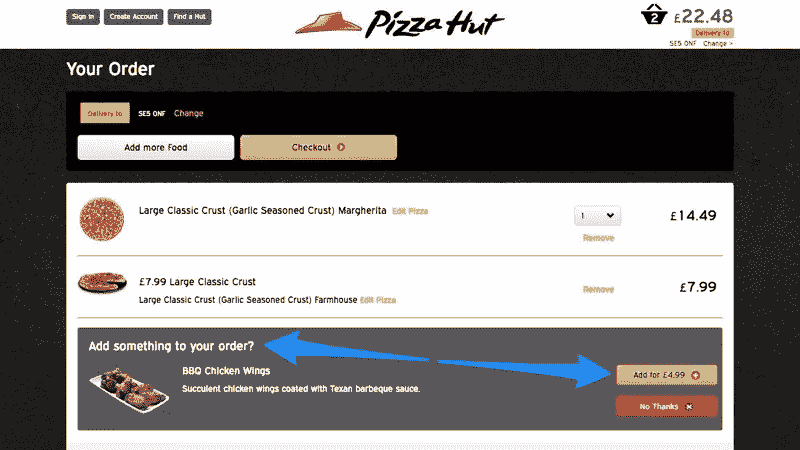 Sign in Create Account Find a Hut Pizza Hut 2 £22.48
Delivery to
SE5 0NF Change >
Your Order
Delivery to SE5 0NF Change
Add more Food Checkout
Large Classic Crust (Garlic Seasoned Crust) Margherita Edit Pizza 1 £14.49
Remove
£7.99 Large Classic Crust Remove £7.99
Large Classic Crust (Garlic Seasoned Crust) Farmhouse Edit Pizza
Add something to your order?
BBQ Chicken Wings Add for £4.99
Succulent chicken wings coated with Texan barbeque sauce.
No Thanks